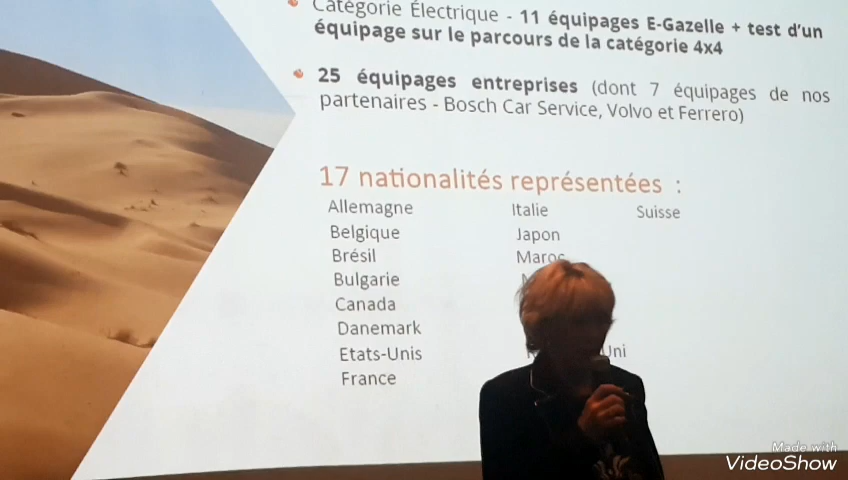 Catégorie Électrique - 11 équipages E-Gazelle + test d'un
équipage sur le parcours de la catégorie 4x4
25 équipages entreprises (dont 7 équipages de nos
partenaires - Bosch Car Service, Volvo et Ferrero)
17 nationalités représentées :
Allemagne Italie Suisse
Belgique Japon
Brésil Maroc
Bulgarie
Canada
Danemark
Etats-Unis Uni
France
Made with
VideoShow